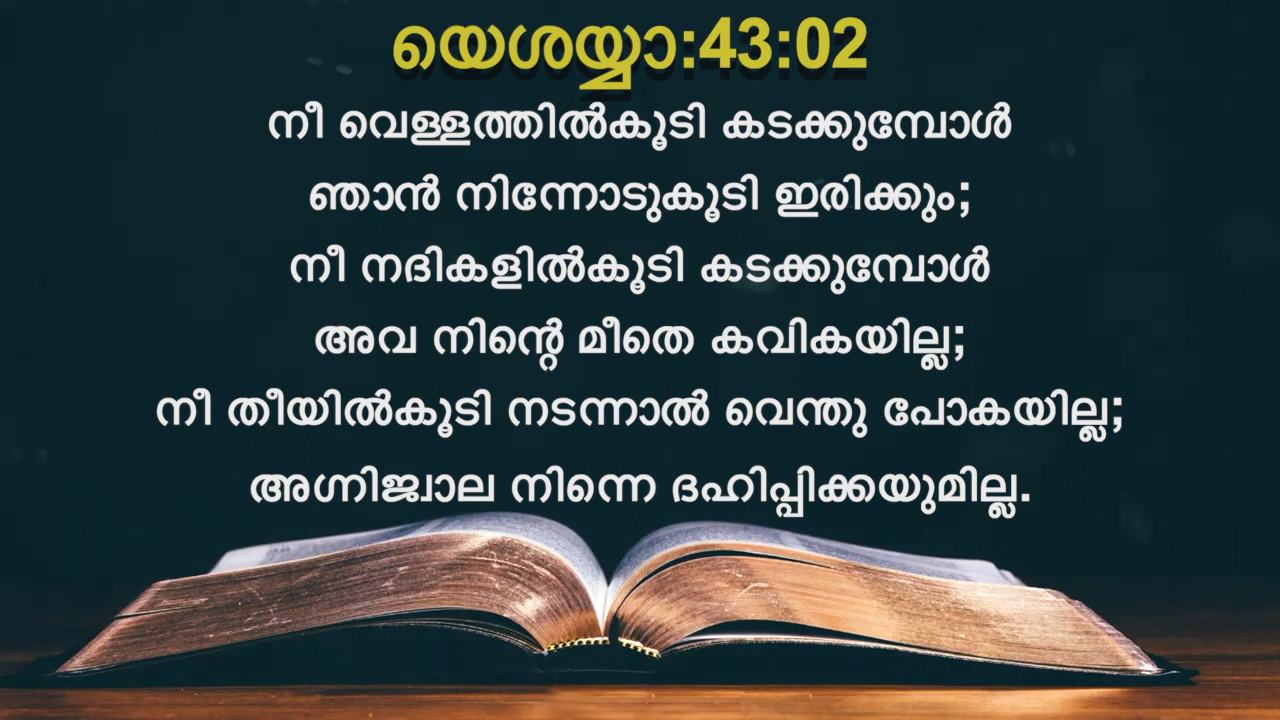 യെശയ്യാ:43:02
നീ വെള്ളത്തിൽകൂടി കടക്കുമ്പോൾ
ഞാൻ നിന്നോടുകൂടി ഇരിക്കും;
നീ നദികളിൽകൂടി കടക്കുമ്പോൾ
അവ നിന്റെ മീതെ കവികയില്ല;
നീ തീയിൽകൂടി നടന്നാൽ വെന്തു പോകയില്ല;
അഗ്നിജ്വാല നിന്നെ ദഹിപ്പിക്കയുമില്ല.